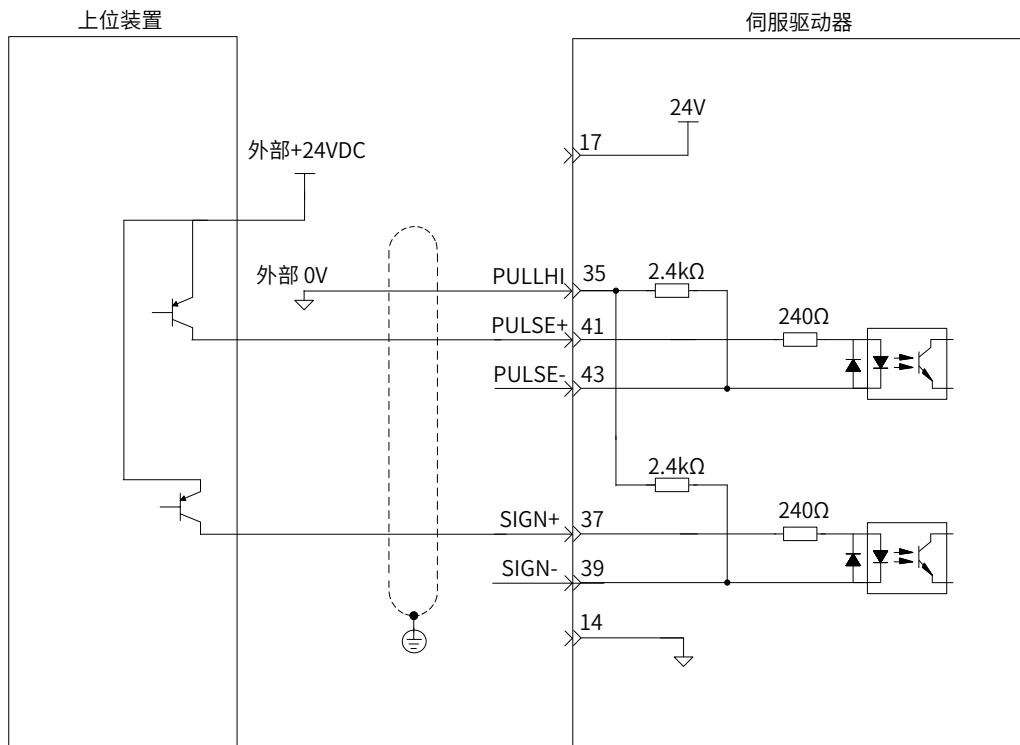 上位装置
伺服驱动器
24V
17
外部+24VDC
外部 0V
PULLHI
35
2.4kΩ
PULSE+
41
240Ω
PULSE-
43
2.4kΩ
SIGN+
37
240Ω
SIGN-
39
14